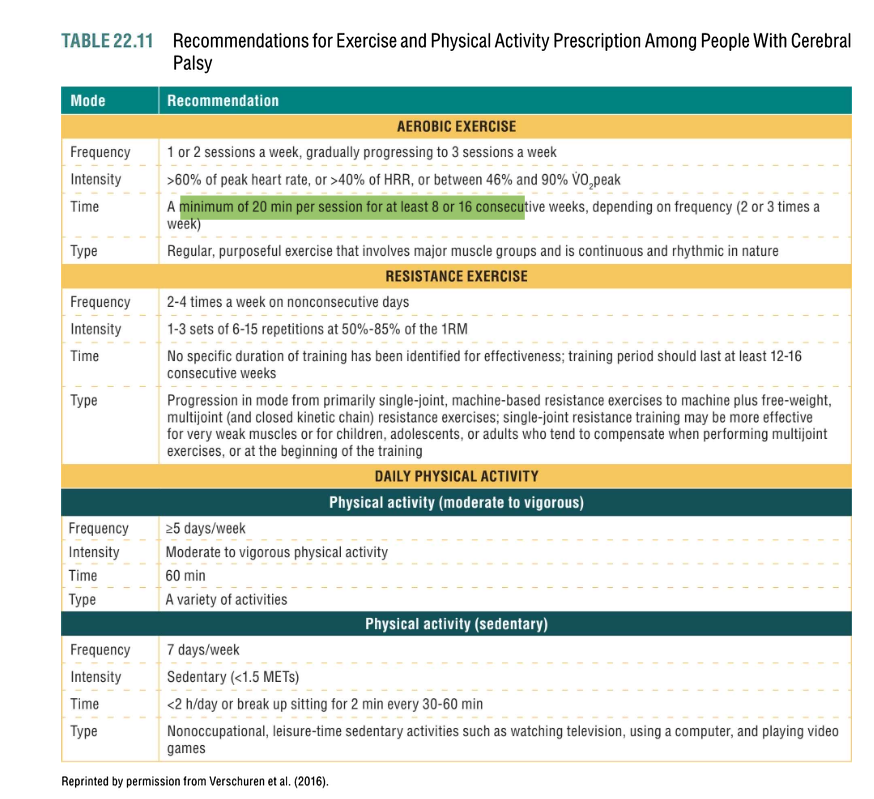 TABLE 22.11 Recommendations for Exercise and Physical Activity Prescription Among People With Cerebral
Palsy
Mode Recommendation
AEROBIC EXERCISE
Frequency 1 or 2 sessions a week, gradually progressing to 3 sessions a week
Intensity >60% of peak heart rate, or >40% of HRR, or between 46% and 90% V̇O₂peak
Time A minimum of 20 min per session for at least 8 or 16 consecutive weeks, depending on frequency (2 or 3 times a
week)
Type Regular, purposeful exercise that involves major muscle groups and is continuous and rhythmic in nature
RESISTANCE EXERCISE
Frequency 2-4 times a week on nonconsecutive days
Intensity 1-3 sets of 6-15 repetitions at 50%-85% of the 1RM
Time No specific duration of training has been identified for effectiveness; training period should last at least 12-16
consecutive weeks
Type Progression in mode from primarily single-joint, machine-based resistance exercises to machine plus free-weight,
multijoint (and closed kinetic chain) resistance exercises; single-joint resistance training may be more effective
for very weak muscles or for children, adolescents, or adults who tend to compensate when performing multijoint
exercises, or at the beginning of the training
DAILY PHYSICAL ACTIVITY
Physical activity (moderate to vigorous)
Frequency ≥5 days/week
Intensity Moderate to vigorous physical activity
Time 60 min
Type A variety of activities
Physical activity (sedentary)
Frequency 7 days/week
Intensity Sedentary (<1.5 METs)
Time <2 h/day or break up sitting for 2 min every 30-60 min
Type Nonoccupational, leisure-time sedentary activities such as watching television, using a computer, and playing video
games
Reprinted by permission from Verschuren et al. (2016).